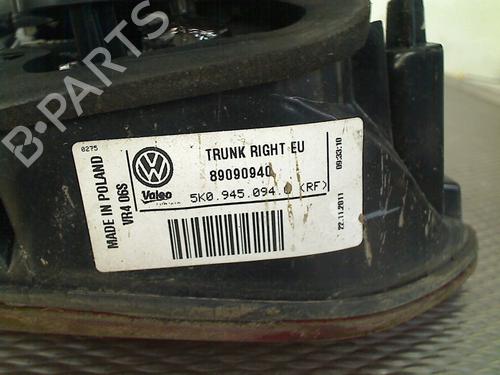 B-PARTS
0275
MADE IN POLAND
VR4.06S
Valeo
TRUNK RIGHT EU
89090940
5K0.945.094. (RF)
09:33:10
22.11.2011